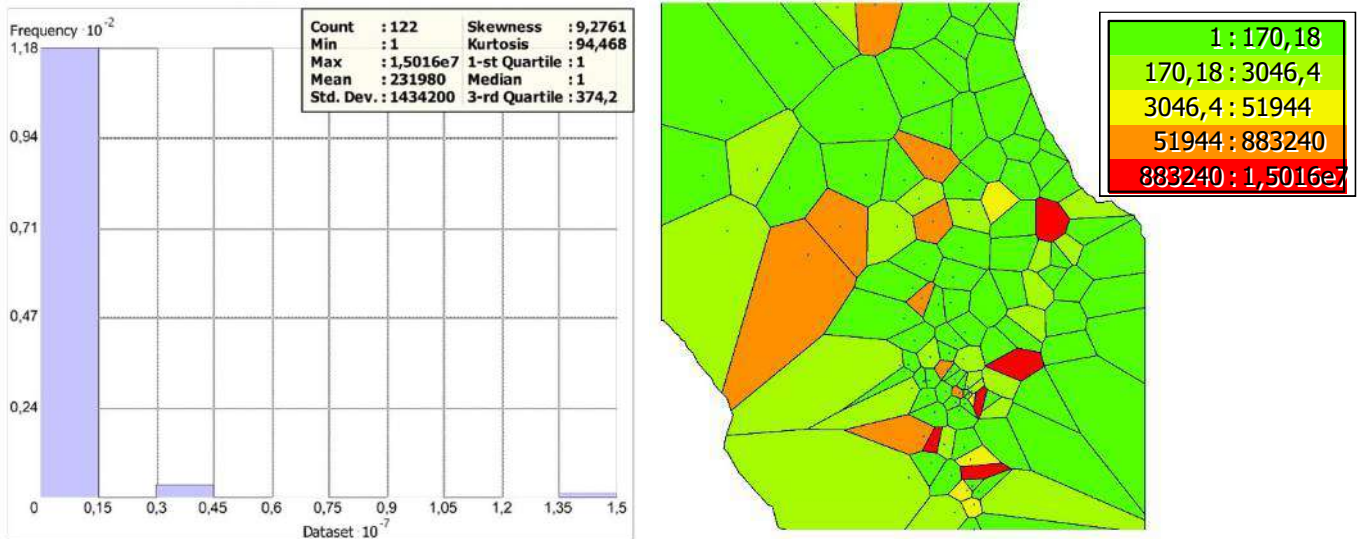 Frequency · 10⁻²
1,18
0,94
0,71
0,47
0,24
0 0,15 0,3 0,45 0,6 0,75 0,9 1,05 1,2 1,35 1,5
Dataset · 10⁻⁷
Count : 122 Skewness : 9,2761
Min : 1 Kurtosis : 94,468
Max : 1,5016e7 1-st Quartile : 1
Mean : 231980 Median : 1
Std. Dev. : 1434200 3-rd Quartile : 374,2
1 : 170,18
170,18 : 3046,4
3046,4 : 51944
51944 : 883240
883240 : 1,5016e7